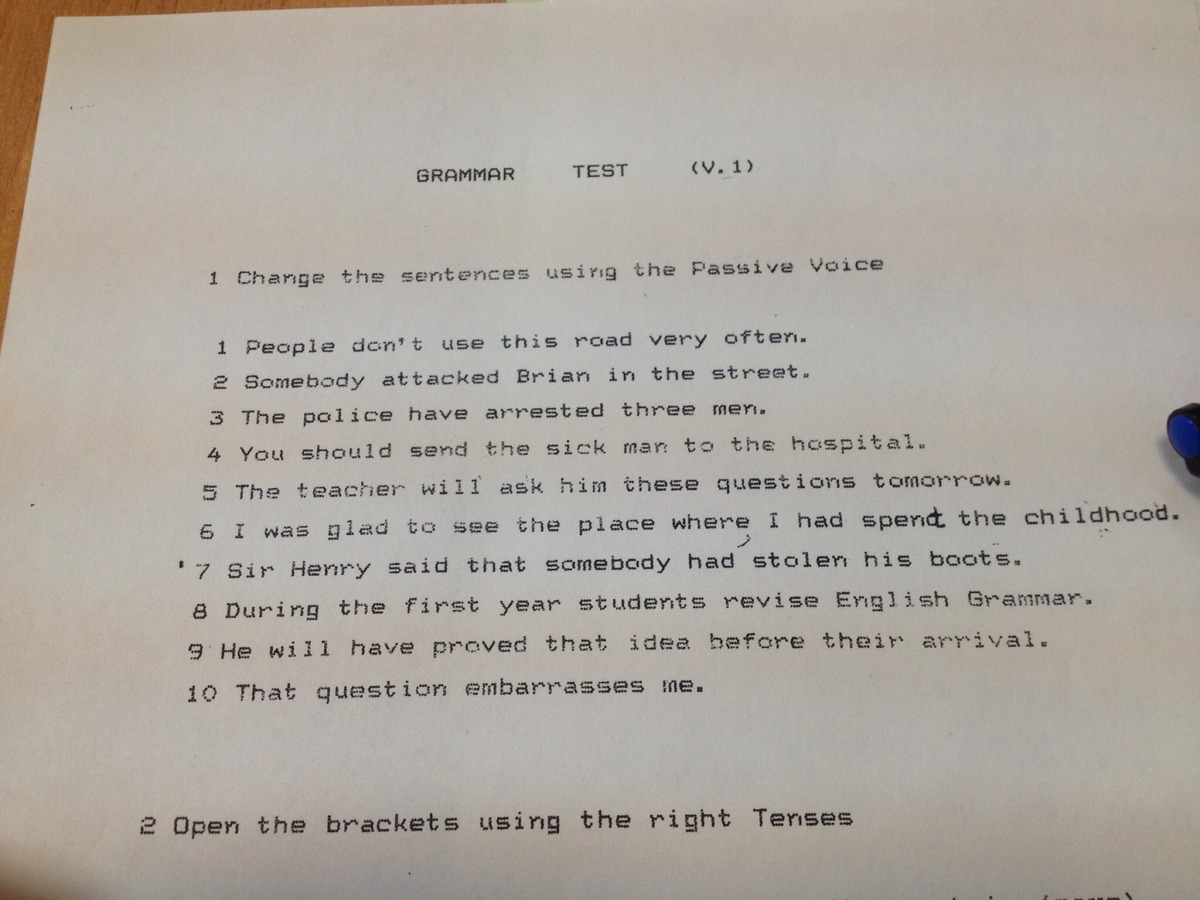 GRAMMAR TEST (V.1)
1 Change the sentences using the Passive Voice
1 People don't use this road very often.
2 Somebody attacked Brian in the street.
3 The police have arrested three men.
4 You should send the sick man to the hospital.
5 The teacher will ask him these questions tomorrow.
6 I was glad to see the place where I had spent the childhood.
7 Sir Henry said that somebody had stolen his boots.
8 During the first year students revise English Grammar.
9 He will have proved that idea before their arrival.
10 That question embarrasses me.
2 Open the brackets using the right Tenses